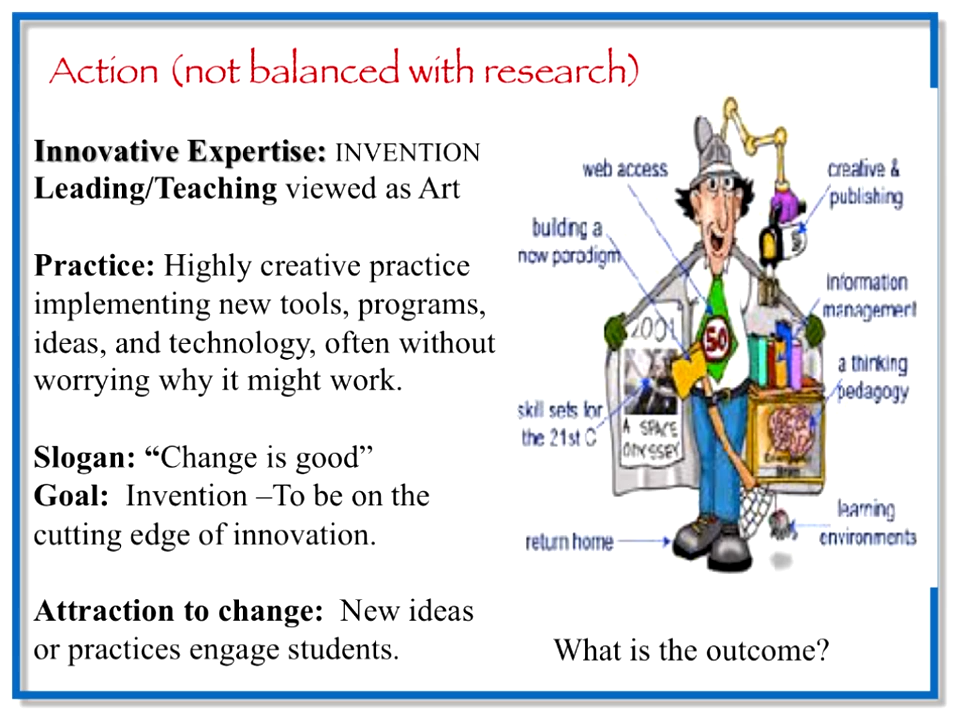 Action (not balanced with research)
Innovative Expertise: INVENTION
Leading/Teaching viewed as Art
Practice: Highly creative practice
implementing new tools, programs,
ideas, and technology, often without
worrying why it might work.
Slogan: “Change is good”
Goal: Invention –To be on the
cutting edge of innovation.
Attraction to change: New ideas
or practices engage students.
web access
building a
new paradigm
skill sets for
the 21st C
return home
creative &
publishing
information
management
a thinking
pedagogy
learning
environments
2001
A SPACE
ODYSSEY
50
What is the outcome?